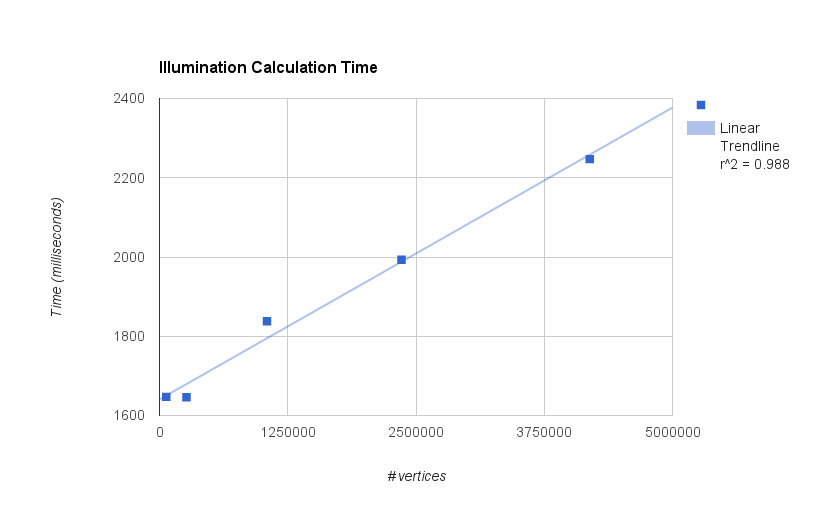 Illumination Calculation Time
2400
2200
2000
1800
1600
Time (milliseconds)
0 1250000 2500000 3750000 5000000
#vertices
Linear
Trendline
r^2 = 0.988